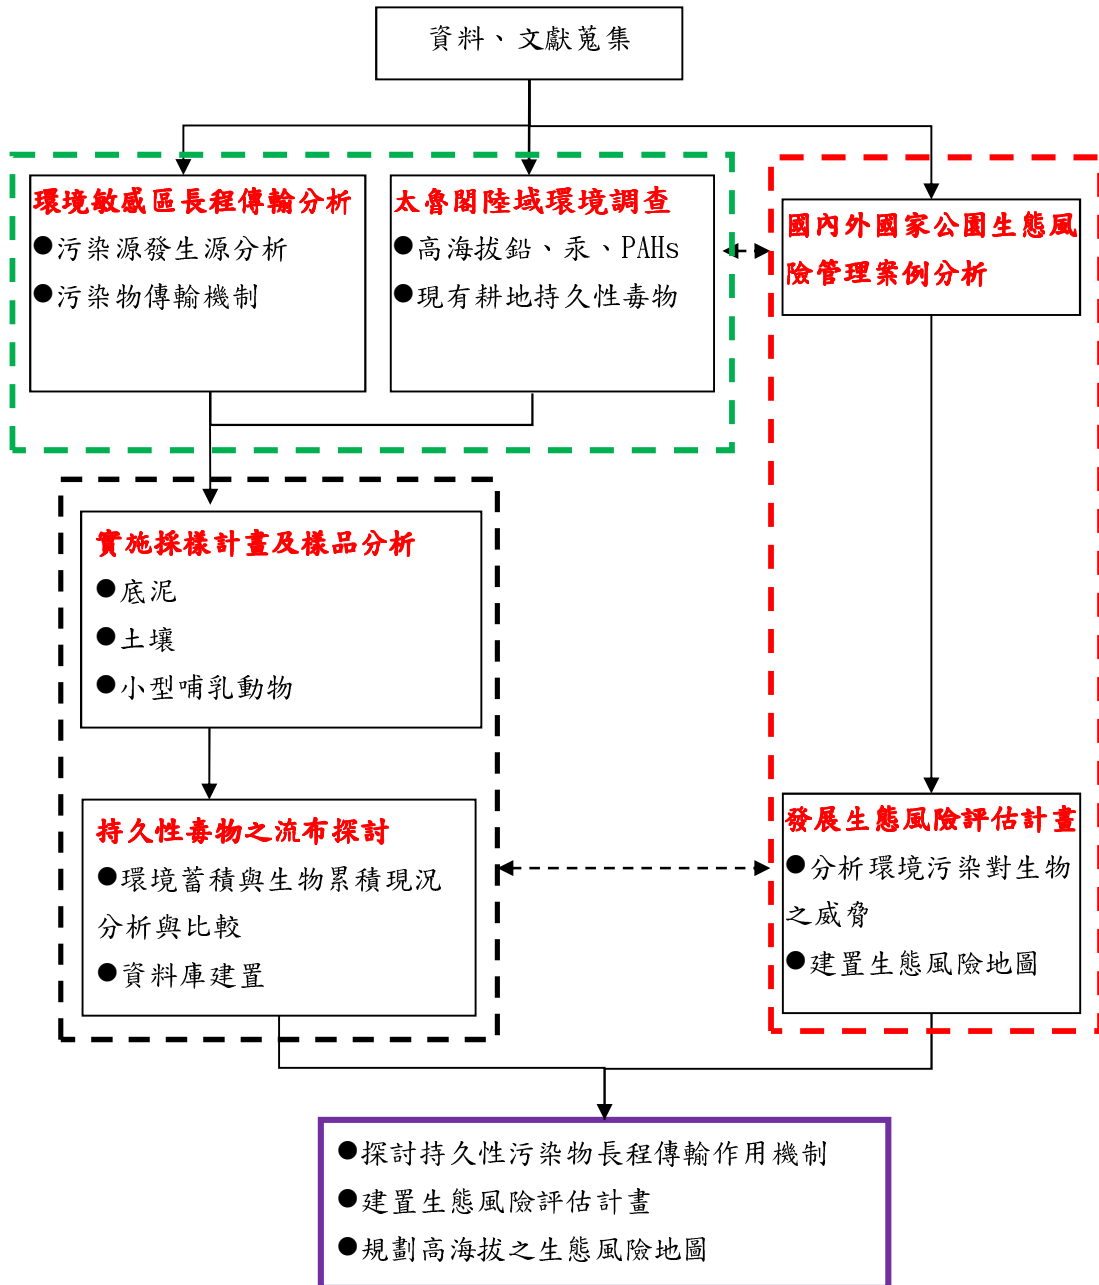 資料、文獻蒐集
環境敏感區長程傳輸分析
●污染源發生源分析
●污染物傳輸機制
太魯閣陸域環境調查
●高海拔鉛、汞、PAHs
●現有耕地持久性毒物
國內外國家公園生態風
險管理案例分析
實施採樣計畫及樣品分析
●底泥
●土壤
●小型哺乳動物
持久性毒物之流布探討
●環境蓄積與生物累積現況
分析與比較
●資料庫建置
發展生態風險評估計畫
●分析環境污染對生物
之威脅
●建置生態風險地圖
●探討持久性污染物長程傳輸作用機制
●建置生態風險評估計畫
●規劃高海拔之生態風險地圖